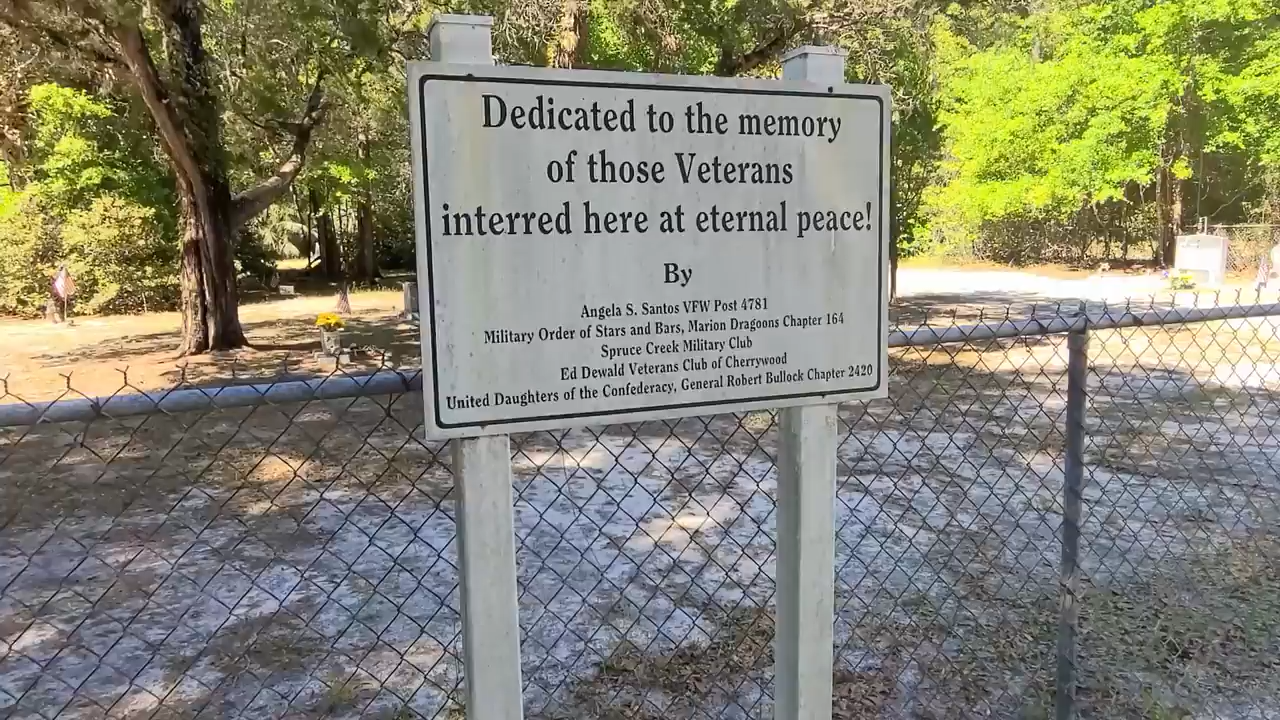 Dedicated to the memory
of those Veterans
interred here at eternal peace!
By
Angela S. Santos VFW Post 4781
Military Order of Stars and Bars, Marion Dragoons Chapter 164
Spruce Creek Military Club
Ed Dewald Veterans Club of Cherrywood
United Daughters of the Confederacy, General Robert Bullock Chapter 2420